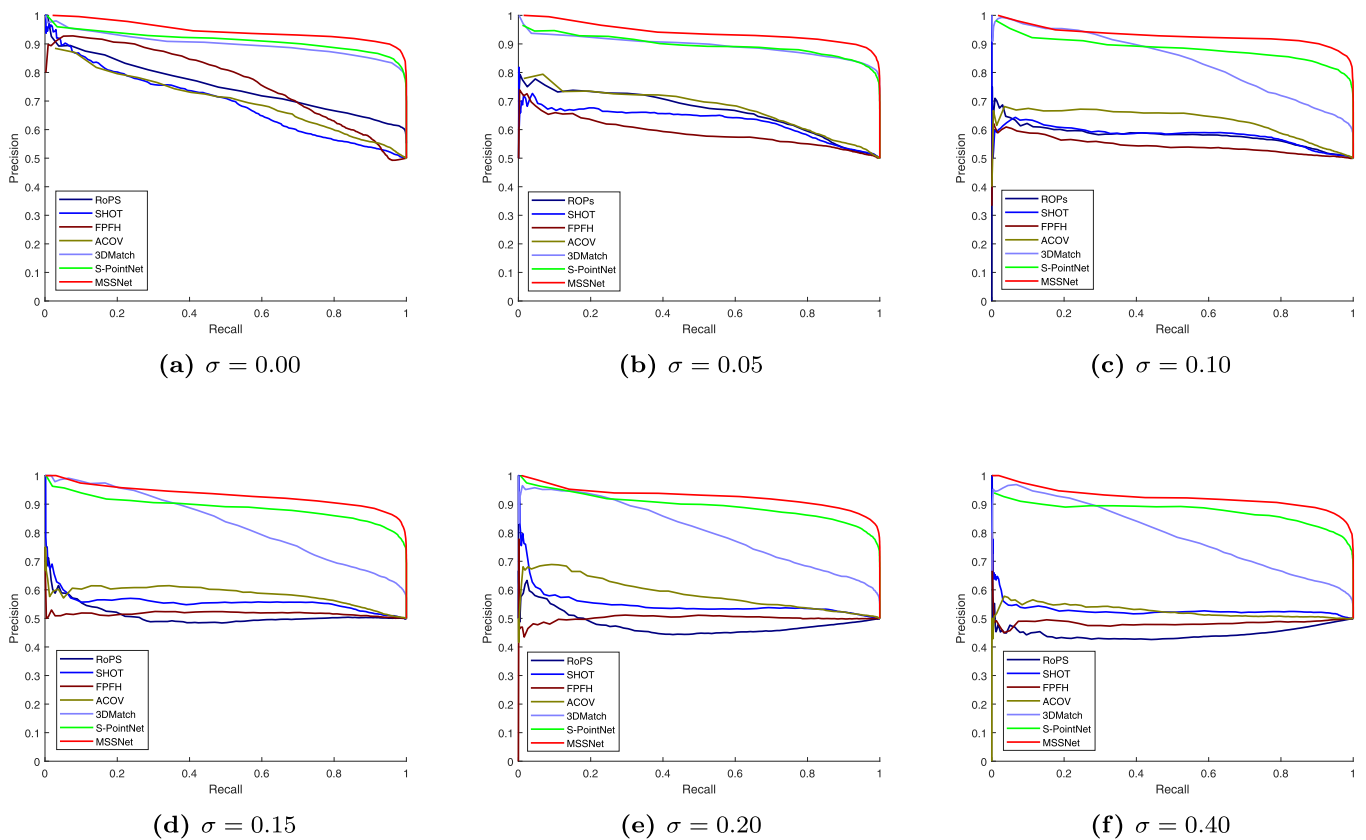 1
0.9
0.8
0.7
0.6
0.5
0.4
0.3
0.2
0.1
0
Precision
RoPS
SHOT
FPFH
ACOV
3DMatch
S-PointNet
MSSNet
0 0.2 0.4 0.6 0.8 1
Recall
(a) σ = 0.00
1
0.9
0.8
0.7
0.6
0.5
0.4
0.3
0.2
0.1
0
Precision
ROPs
SHOT
FPFH
ACOV
3DMatch
S-PointNet
MSSNet
0 0.2 0.4 0.6 0.8 1
Recall
(b) σ = 0.05
1
0.9
0.8
0.7
0.6
0.5
0.4
0.3
0.2
0.1
0
Precision
ROPs
SHOT
FPFH
ACOV
3DMatch
S-PointNet
MSSNet
0 0.2 0.4 0.6 0.8 1
Recall
(c) σ = 0.10
1
0.9
0.8
0.7
0.6
0.5
0.4
0.3
0.2
0.1
0
Precision
RoPS
SHOT
FPFH
ACOV
3DMatch
S-PointNet
MSSNet
0 0.2 0.4 0.6 0.8 1
Recall
(d) σ = 0.15
1
0.9
0.8
0.7
0.6
0.5
0.4
0.3
0.2
0.1
0
Precision
RoPS
SHOT
FPFH
ACOV
3DMatch
S-PointNet
MSSNet
0 0.2 0.4 0.6 0.8 1
Recall
(e) σ = 0.20
1
0.9
0.8
0.7
0.6
0.5
0.4
0.3
0.2
0.1
0
Precision
RoPS
SHOT
FPFH
ACOV
3DMatch
S-PointNet
MSSNet
0 0.2 0.4 0.6 0.8 1
Recall
(f) σ = 0.40